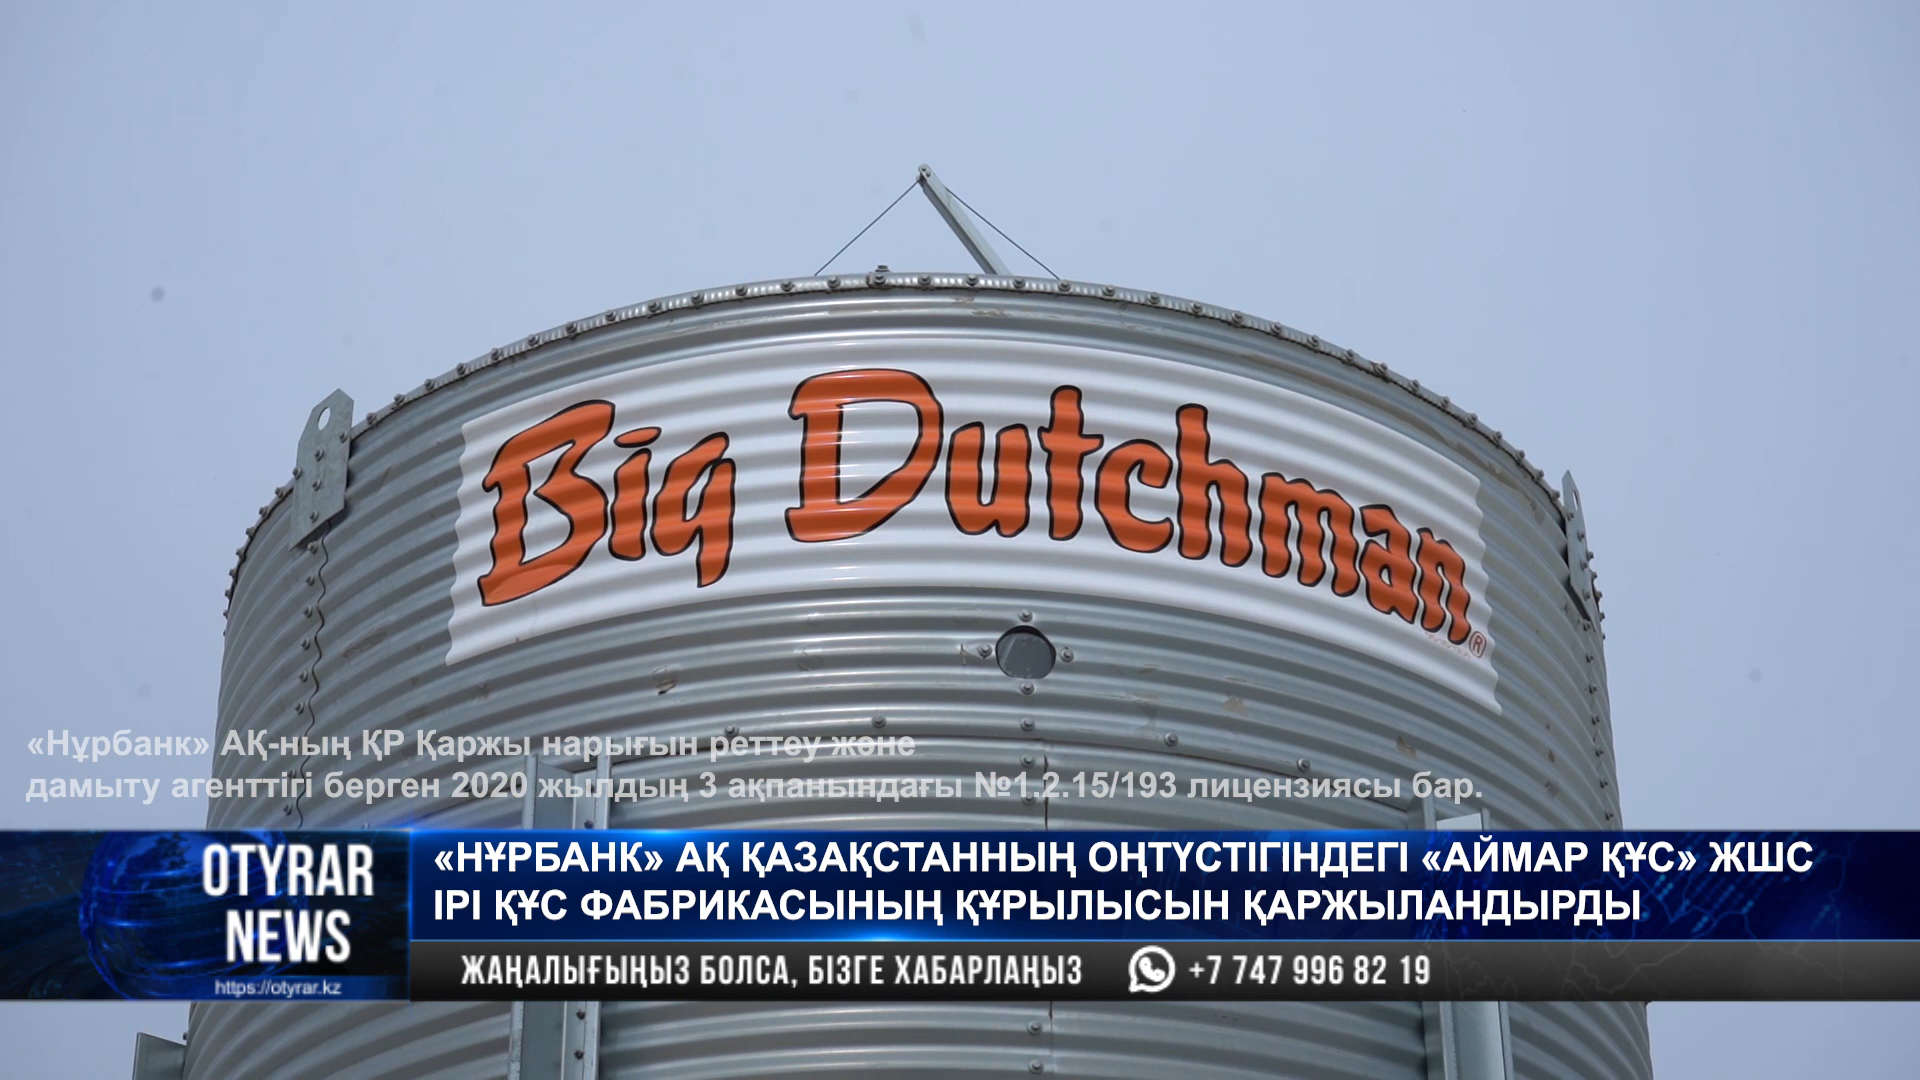 Big Dutchman®
«Нұрбанк» АҚ-ның ҚР Қаржы нарығын реттеу және
дамыту агенттігі берген 2020 жылдың 3 ақпанындағы №1.2.15/193 лицензиясы бар.
OTYRAR
NEWS
https://otyrar.kz
«НҰРБАНК» АҚ ҚАЗАҚСТАННЫҢ ОҢТҮСТІГІНДЕГІ «АЙМАР ҚҰС» ЖШС
ІРІ ҚҰС ФАБРИКАСЫНЫҢ ҚҰРЫЛЫСЫН ҚАРЖЫЛАНДЫРДЫ
ЖАҢАЛЫҒЫҢЫЗ БОЛСА, БІЗГЕ ХАБАРЛАҢЫЗ +7 747 996 82 19